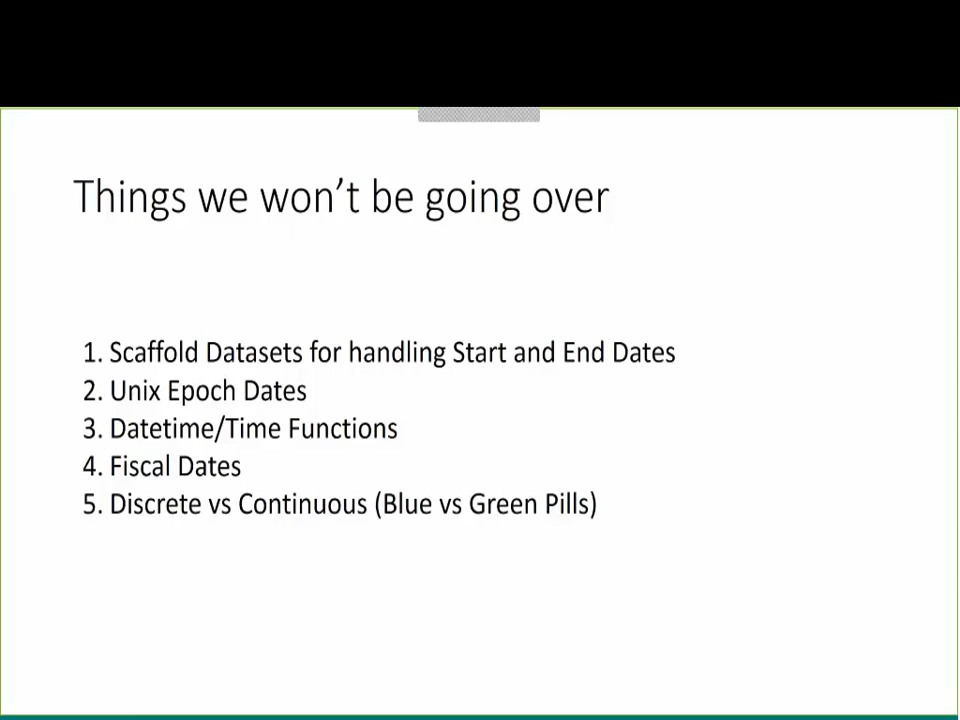 Things we won’t be going over
1. Scaffold Datasets for handling Start and End Dates
2. Unix Epoch Dates
3. Datetime/Time Functions
4. Fiscal Dates
5. Discrete vs Continuous (Blue vs Green Pills)